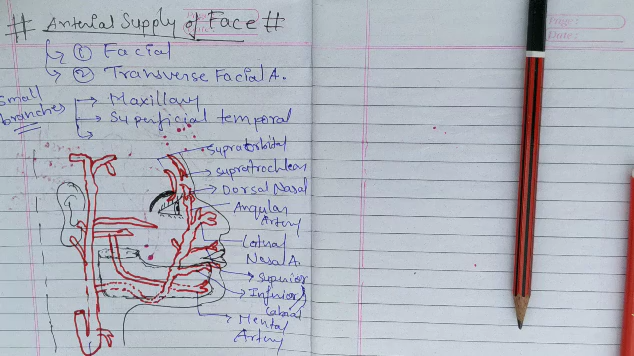 # Arterial Supply of Face #
① Facial
② Transverse Facial A.
Small branches
Maxillary
Superficial temporal
Supraorbital
Supratrochlear
Dorsal Nasal
Angular Artery
Lateral Nasal A.
Superior
Inferior
Labial
Mental Artery
Page:
Date: